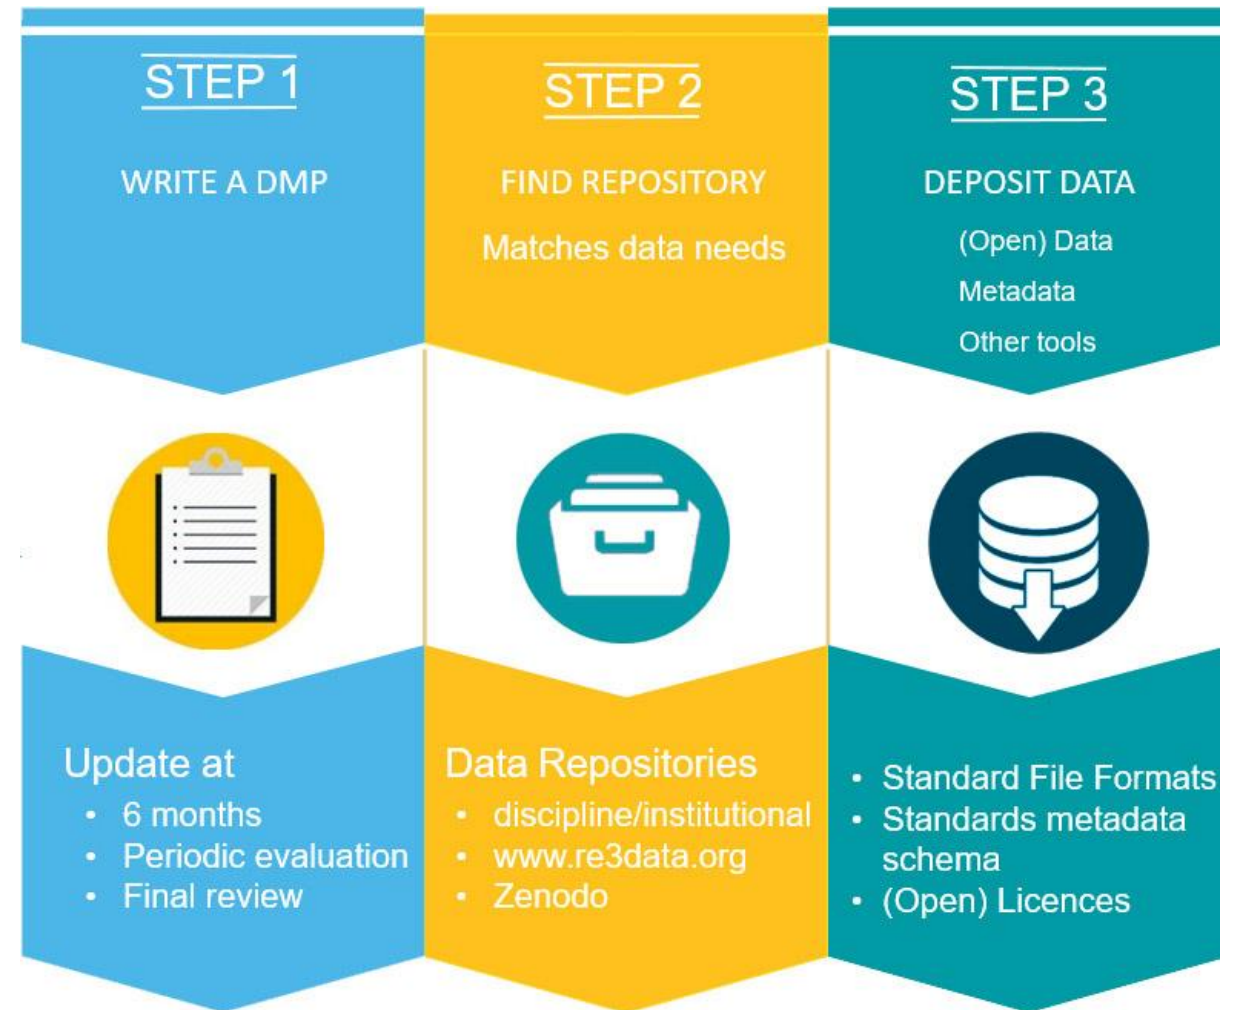 STEP 1
WRITE A DMP
Update at
• 6 months
• Periodic evaluation
• Final review
STEP 2
FIND REPOSITORY
Matches data needs
Data Repositories
• discipline/institutional
• www.re3data.org
• Zenodo
STEP 3
DEPOSIT DATA
(Open) Data
Metadata
Other tools
• Standard File Formats
• Standards metadata
schema
• (Open) Licences